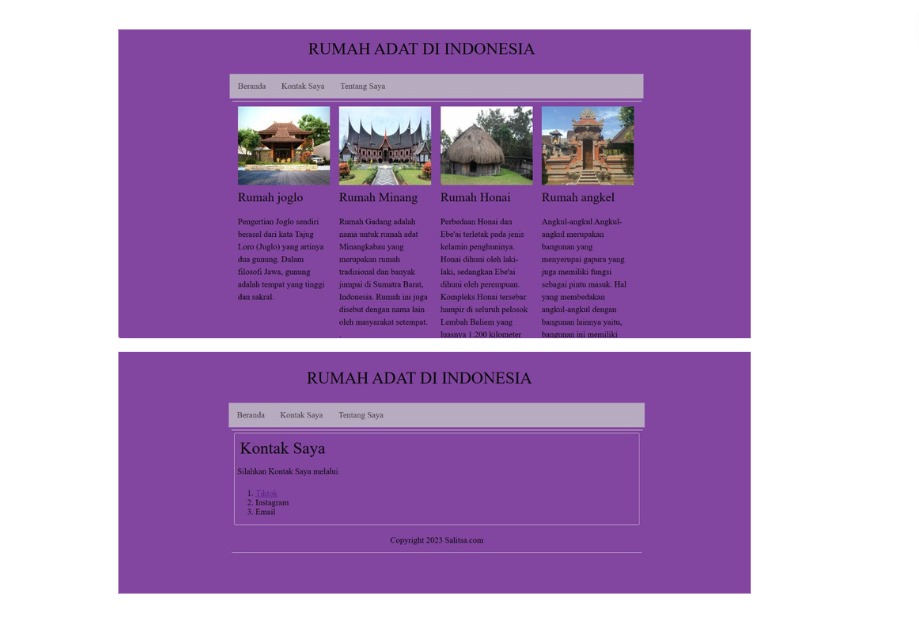 RUMAH ADAT DI INDONESIA
Beranda Kontak Saya Tentang Saya
Rumah joglo
Pengertian Joglo sendiri
berasal dari kata Tajug
Loro (Juglo) yang artinya
dua gunung. Dalam
filosofi Jawa, gunung
adalah tempat yang tinggi
dan sakral.
Rumah Minang
Rumah Gadang adalah
nama untuk rumah adat
Minangkabau yang
merupakan rumah
tradisional dan banyak
jumpai di Sumatra Barat,
Indonesia. Rumah ini juga
disebut dengan nama lain
oleh masyarakat setempat.
.
Rumah Honai
Perbedaan Honai dan
Ebe'ai terletak pada jenis
kelamin penghuninya.
Honai dihuni oleh laki-
laki, sedangkan Ebe'ai
dihuni oleh perempuan.
Kompleks Honai tersebar
hampir di seluruh pelosok
Lembah Baliem yang
luasnya 1.200 kilometer
Rumah angkel
Angkul-angkul Angkul-
angkul merupakan
bangunan yang
menyerupai gapura yang
juga memiliki fungsi
sebagai pintu masuk. Hal
yang membedakan
angkul-angkul dengan
bangunan lainnya yaitu,
bangunan ini memiliki
RUMAH ADAT DI INDONESIA
Beranda Kontak Saya Tentang Saya
Kontak Saya
Silahkan Kontak Saya melalui
1. Tiktok
2. Instagram
3. Email
Copyright 2023 Salitsa.com